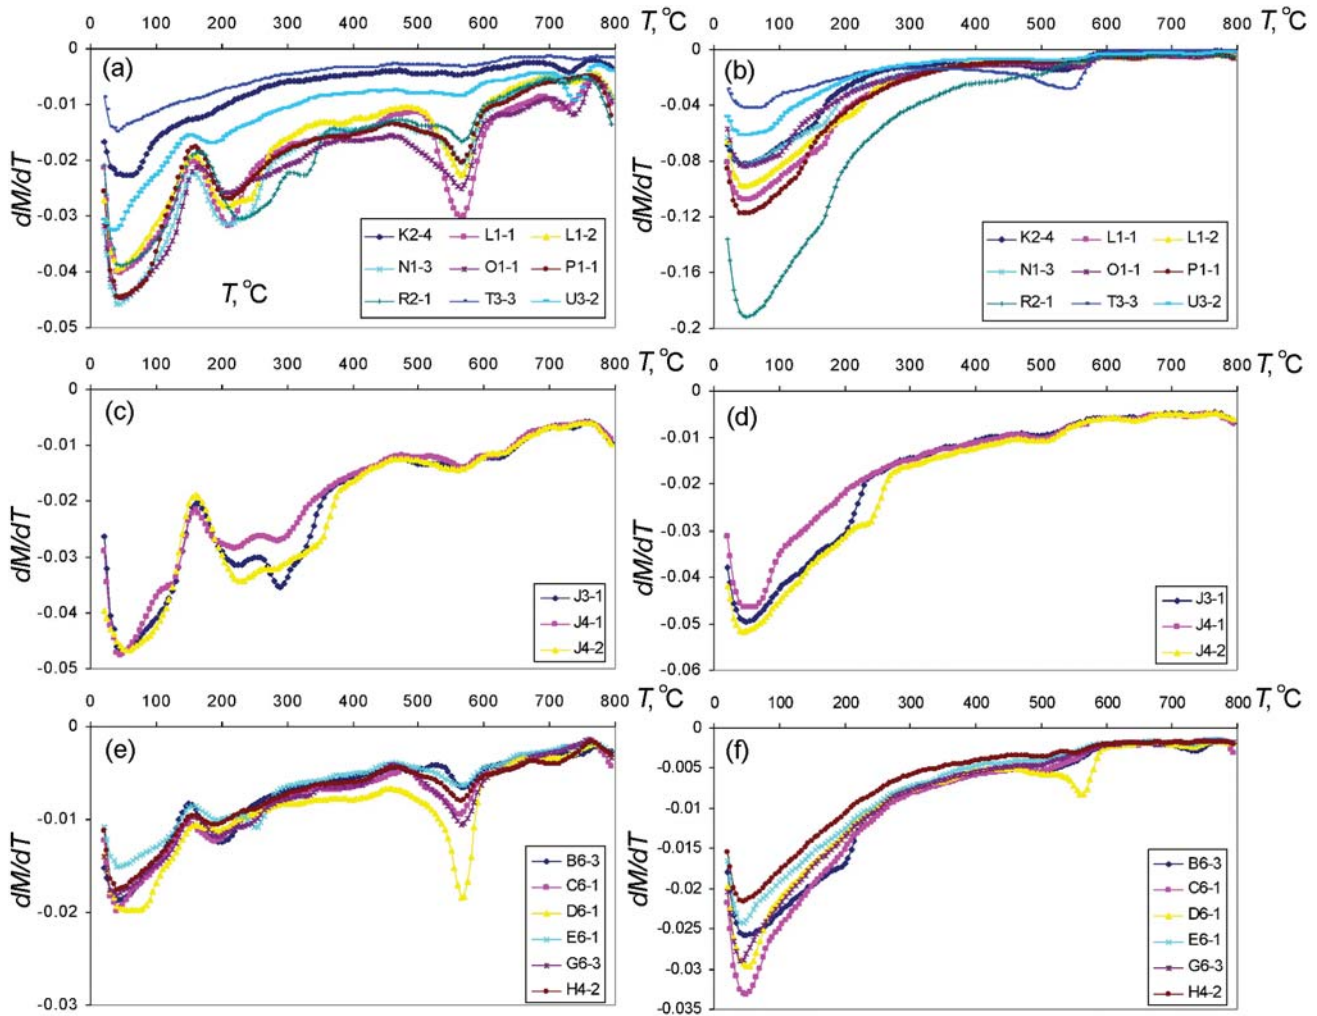 T,°C
0 100 200 300 400 500 600 700 800
0
-0.01
-0.02
-0.03
-0.04
-0.05
dM/dT
(a)
T,°C
K2-4 L1-1 L1-2
N1-3 O1-1 P1-1
R2-1 T3-3 U3-2
T,°C
0 100 200 300 400 500 600 700 800
0
-0.04
-0.08
-0.12
-0.16
-0.2
dM/dT
(b)
K2-4 L1-1 L1-2
N1-3 O1-1 P1-1
R2-1 T3-3 U3-2
T,°C
0 100 200 300 400 500 600 700 800
0
-0.01
-0.02
-0.03
-0.04
-0.05
dM/dT
(c)
J3-1
J4-1
J4-2
T,°C
0 100 200 300 400 500 600 700 800
0
-0.01
-0.02
-0.03
-0.04
-0.05
-0.06
dM/dT
(d)
J3-1
J4-1
J4-2
T,°C
0 100 200 300 400 500 600 700 800
0
-0.01
-0.02
-0.03
dM/dT
(e)
B6-3
C6-1
D6-1
E6-1
G6-3
H4-2
T,°C
0 100 200 300 400 500 600 700 800
0
-0.005
-0.01
-0.015
-0.02
-0.025
-0.03
-0.035
dM/dT
(f)
B6-3
C6-1
D6-1
E6-1
G6-3
H4-2